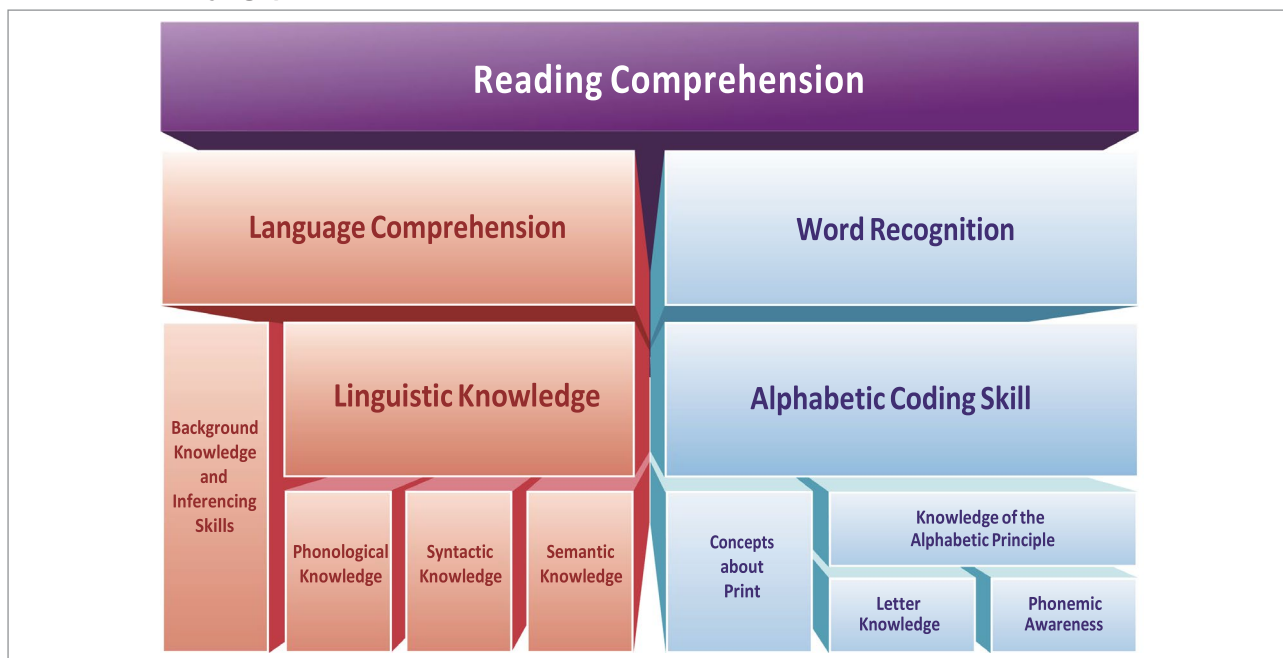 Reading Comprehension
Language Comprehension
Word Recognition
Background
Knowledge
and
Inferencing
Skills
Linguistic Knowledge
Alphabetic Coding Skill
Phonological
Knowledge
Syntactic
Knowledge
Semantic
Knowledge
Concepts
about
Print
Knowledge of the
Alphabetic Principle
Letter
Knowledge
Phonemic
Awareness